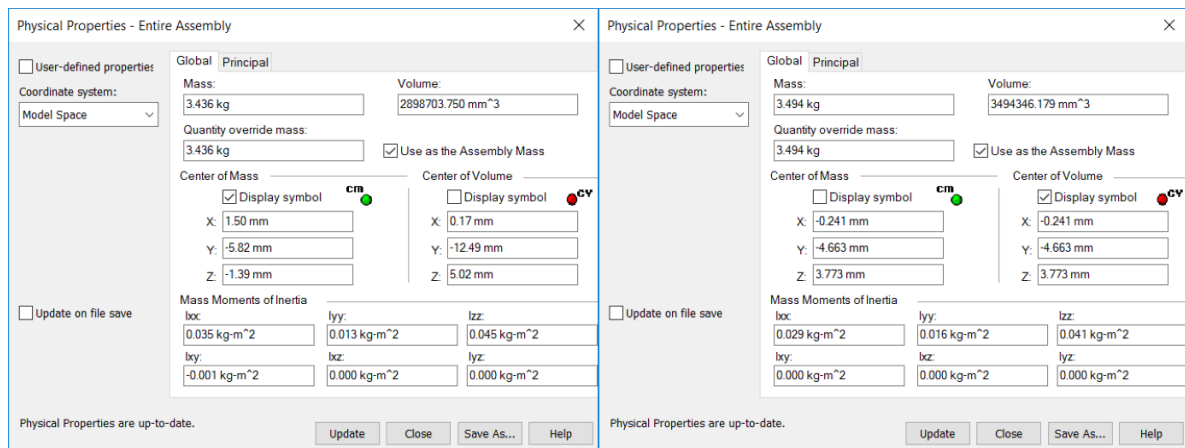 Physical Properties - Entire Assembly
User-defined properties
Coordinate system:
Model Space
Update on file save
Global Principal
Mass: Volume:
3.436 kg 2898703.750 mm^3
Quantity override mass:
3.436 kg Use as the Assembly Mass
Center of Mass Center of Volume
Display symbol cm Display symbol CV
X: 1.50 mm X: 0.17 mm
Y: -5.82 mm Y: -12.49 mm
Z: -1.39 mm Z: 5.02 mm
Mass Moments of Inertia
Ixx: Iyy: Izz:
0.035 kg-m^2 0.013 kg-m^2 0.045 kg-m^2
Ixy: Ixz: Iyz:
-0.001 kg-m^2 0.000 kg-m^2 0.000 kg-m^2
Physical Properties are up-to-date.
Update Close Save As... Help
Physical Properties - Entire Assembly
User-defined properties
Coordinate system:
Model Space
Update on file save
Global Principal
Mass: Volume:
3.494 kg 3494346.179 mm^3
Quantity override mass:
3.494 kg Use as the Assembly Mass
Center of Mass Center of Volume
Display symbol cm Display symbol CV
X: -0.241 mm X: -0.241 mm
Y: -4.663 mm Y: -4.663 mm
Z: 3.773 mm Z: 3.773 mm
Mass Moments of Inertia
Ixx: Iyy: Izz:
0.029 kg-m^2 0.016 kg-m^2 0.041 kg-m^2
Ixy: Ixz: Iyz:
0.000 kg-m^2 0.000 kg-m^2 0.000 kg-m^2
Physical Properties are up-to-date.
Update Close Save As... Help